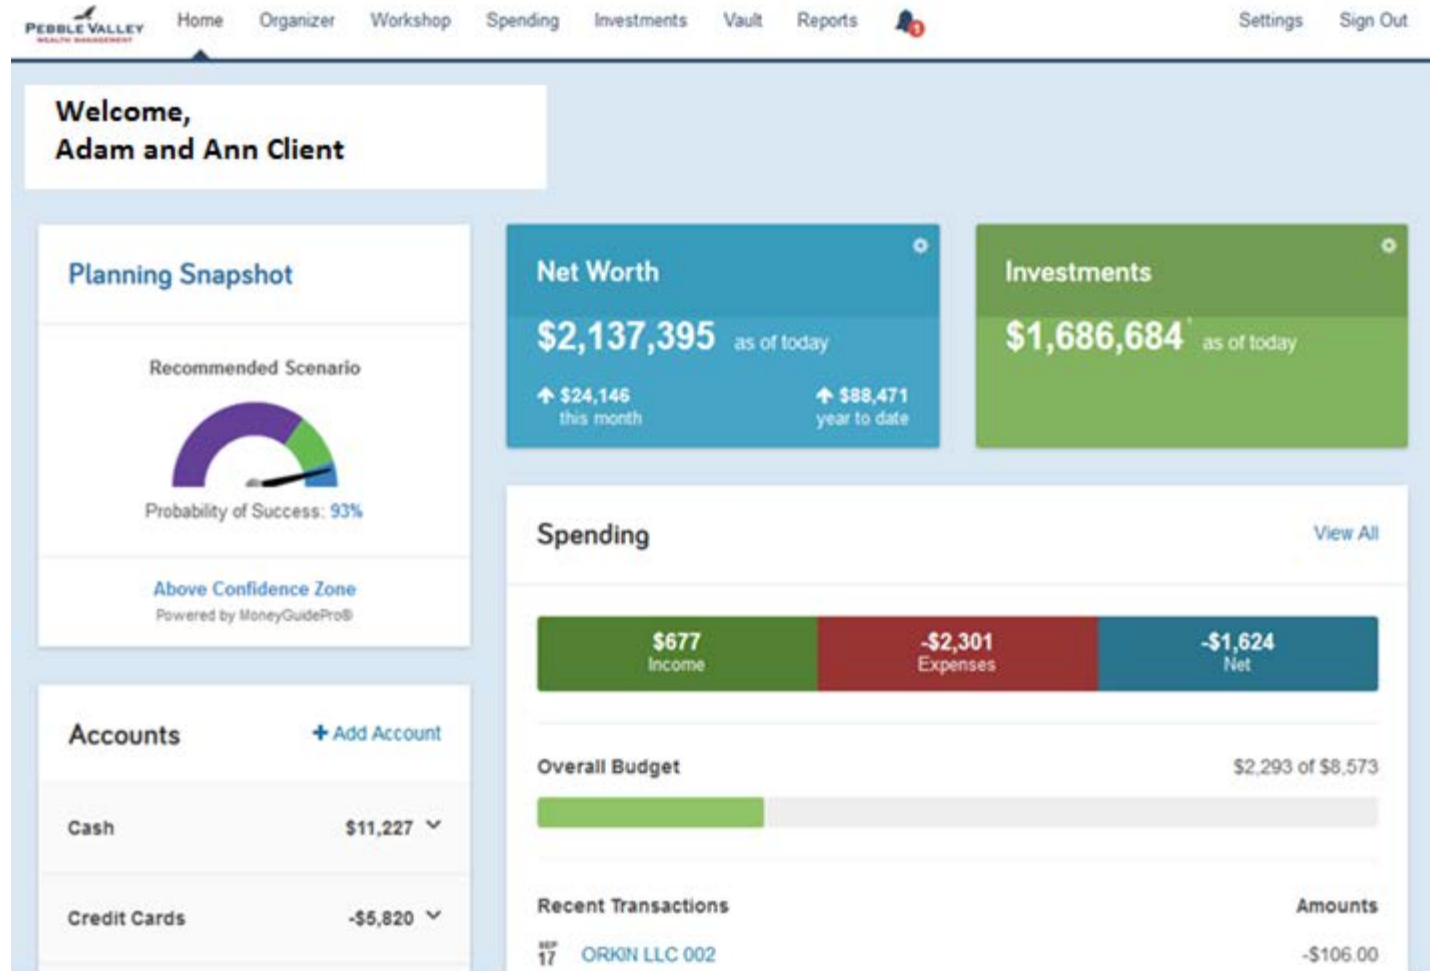 PEBBLE VALLEY
WEALTH MANAGEMENT
Home
Organizer
Workshop
Spending
Investments
Vault
Reports
1
Settings
Sign Out
Welcome,
Adam and Ann Client
Planning Snapshot
Recommended Scenario
Probability of Success: 93%
Above Confidence Zone
Powered by MoneyGuidePro®
Accounts
+ Add Account
Cash
$11,227
Credit Cards
-$5,820
Net Worth
$2,137,395 as of today
$24,146
this month
$88,471
year to date
Investments
$1,686,684 as of today
Spending
View All
$677
Income
-$2,301
Expenses
-$1,624
Net
Overall Budget
$2,293 of $8,573
Recent Transactions
Amounts
SEP
17
ORKIN LLC 002
-$106.00